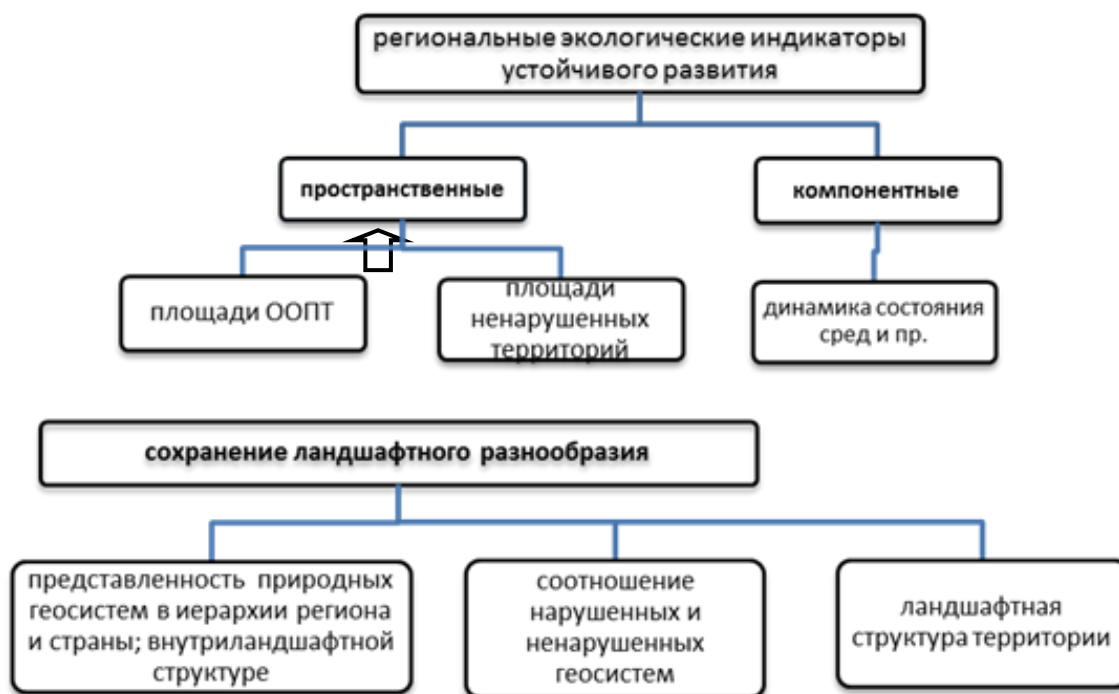 региональные экологические индикаторы
устойчивого развития
пространственные
компонентные
площади ООПТ
площади
ненарушенных
территорий
динамика состояния
сред и пр.
сохранение ландшафтного разнообразия
представленность природных
геосистем в иерархии региона
и страны; внутриландшафтной
структуре
соотношение
нарушенных и
ненарушенных
геосистем
ландшафтная
структура территории